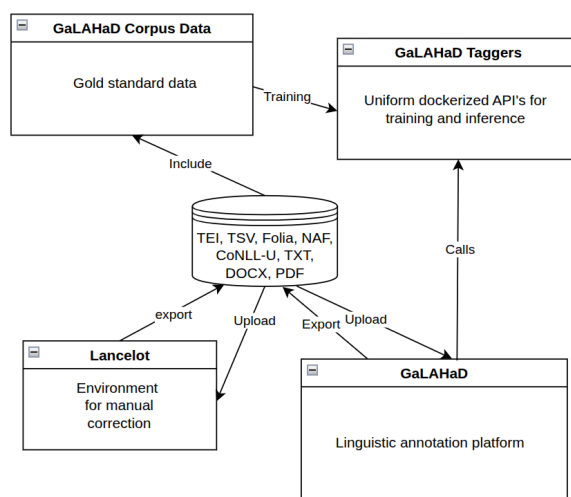 GaLAHaD Corpus Data
Gold standard data
GaLAHaD Taggers
Uniform dockerized API's for
training and inference
Training
Include
TEI, TSV, Folia, NAF,
CoNLL-U, TXT,
DOCX, PDF
Calls
export
Upload
Export
Upload
Lancelot
Environment
for manual
correction
GaLAHaD
Linguistic annotation platform